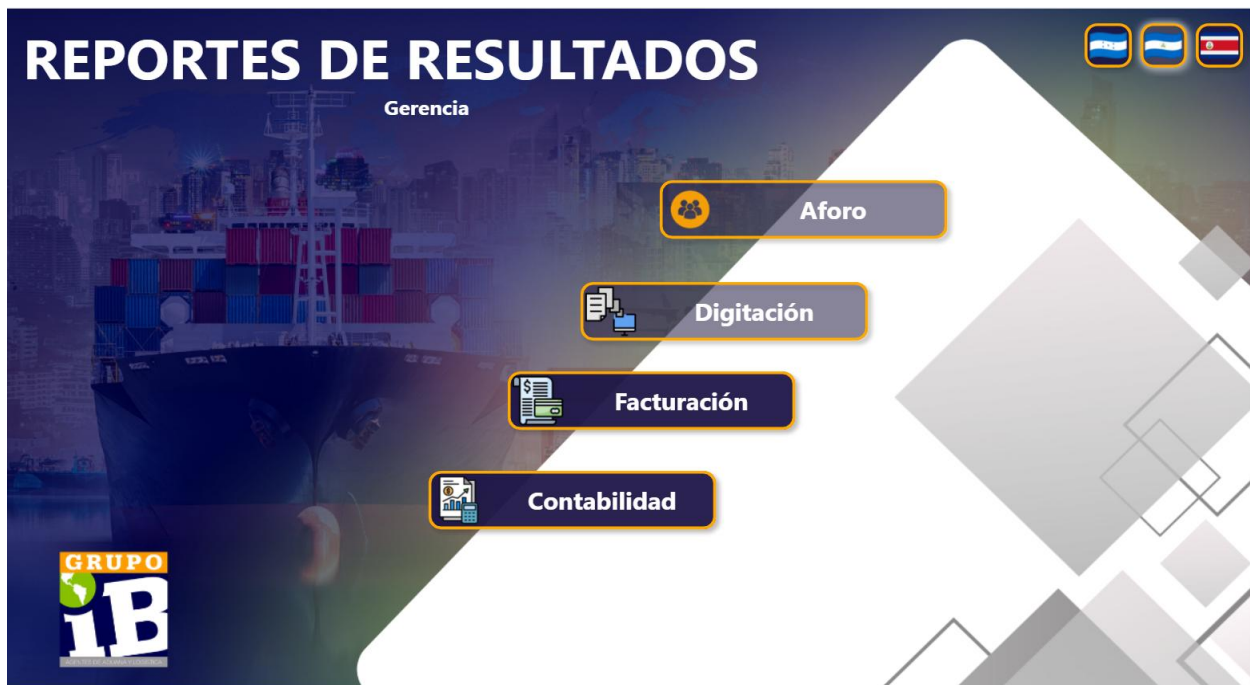 REPORTES DE RESULTADOS
Gerencia
Aforo
Digitación
Facturación
Contabilidad
GRUPO
iB